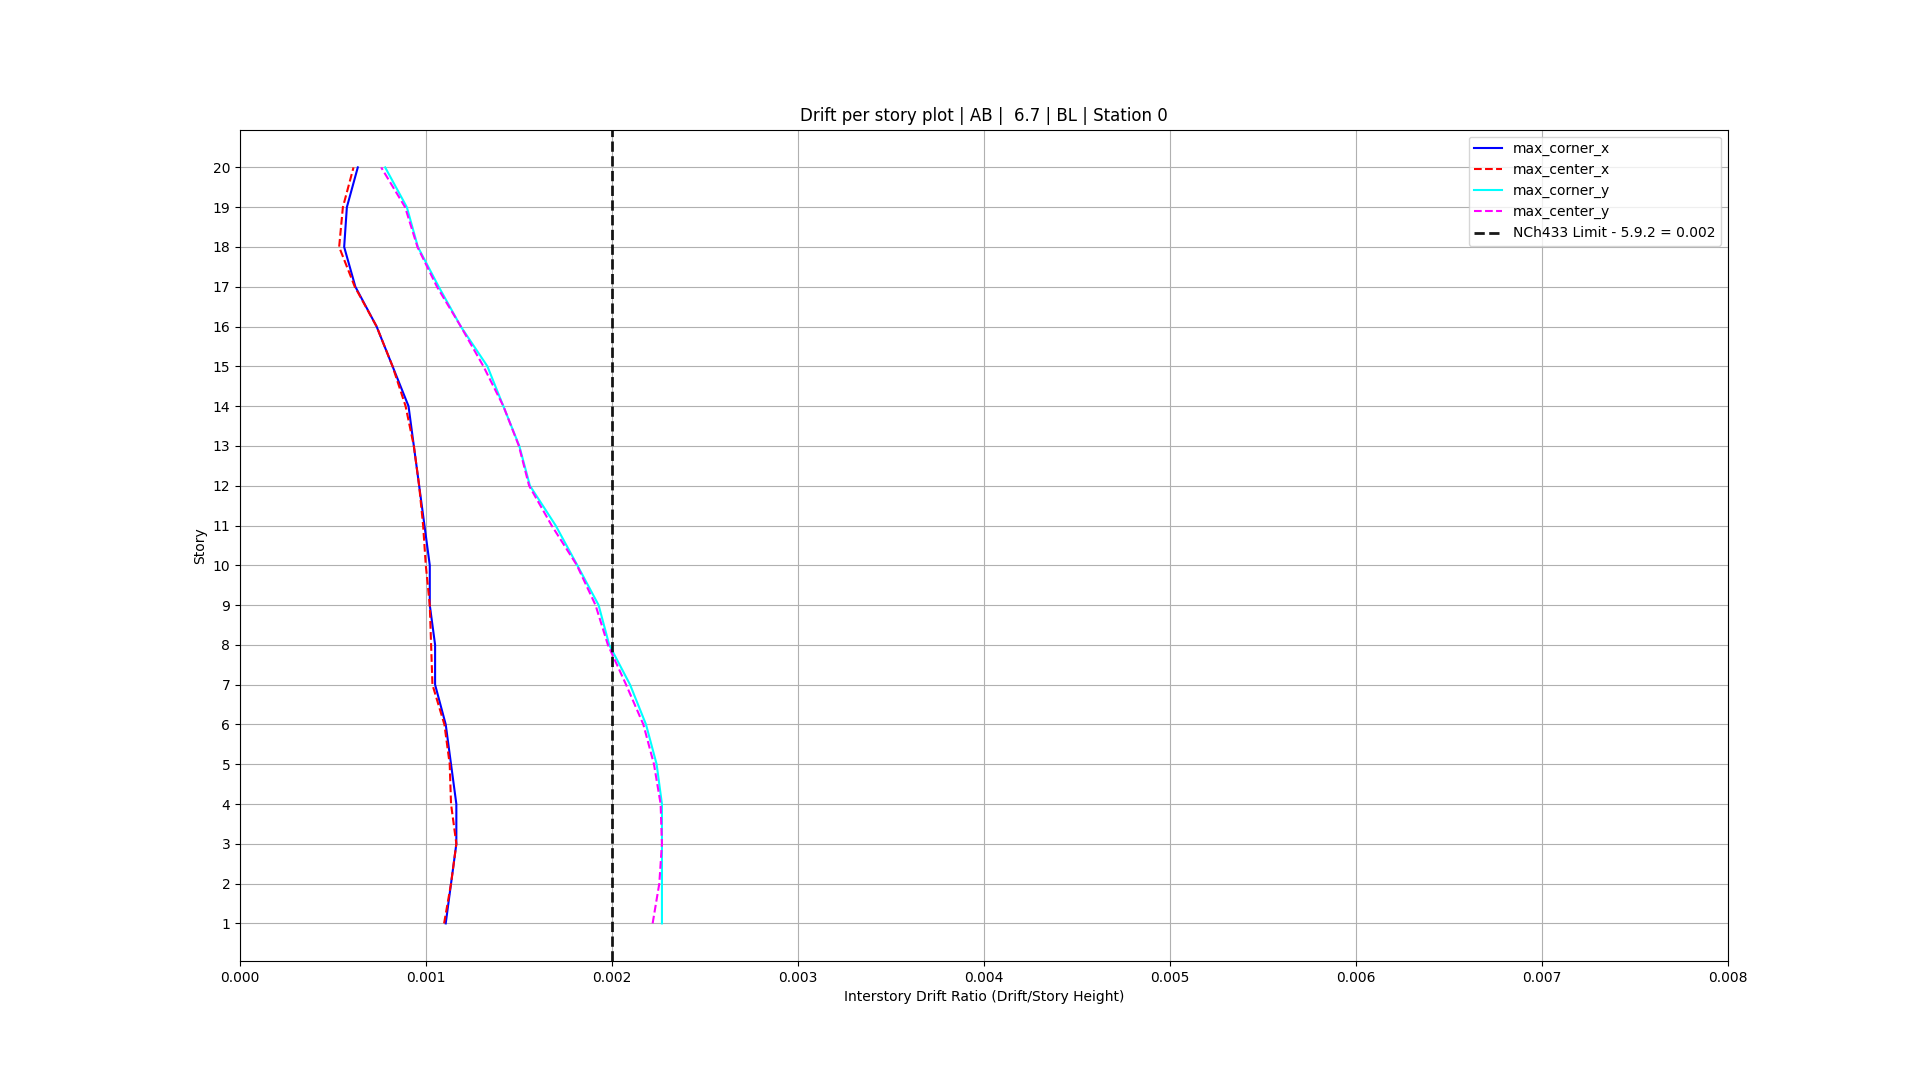 Drift per story plot | AB |  6.7 | BL | Station 0
max_corner_x
max_center_x
max_corner_y
max_center_y
NCh433 Limit - 5.9.2 = 0.002
Story
20
19
18
17
16
15
14
13
12
11
10
9
8
7
6
5
4
3
2
1
0.000 0.001 0.002 0.003 0.004 0.005 0.006 0.007 0.008
Interstory Drift Ratio (Drift/Story Height)